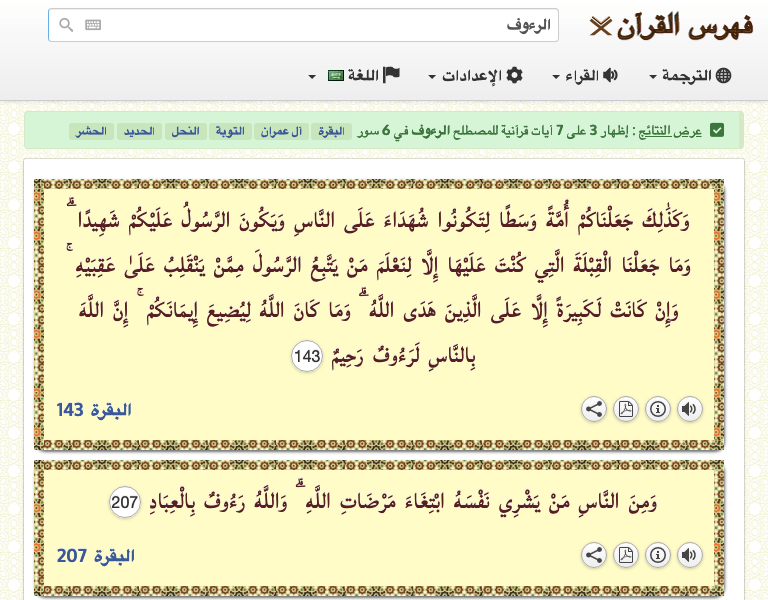 فهرس القرآن
الرءوف
الترجمة
القراء
الإعدادات
اللغة
عرض النتائج : إظهار 3 على 7 آيات قرآنية للمصطلح الرءوف في 6 سور البقرة آل عمران التوبة النحل الحديد الحشر
وَكَذَٰلِكَ جَعَلْنَاكُمْ أُمَّةً وَسَطًا لِتَكُونُوا شُهَدَاءَ عَلَى النَّاسِ وَيَكُونَ الرَّسُولُ عَلَيْكُمْ شَهِيدًا ۗ
وَمَا جَعَلْنَا الْقِبْلَةَ الَّتِي كُنْتَ عَلَيْهَا إِلَّا لِنَعْلَمَ مَنْ يَتَّبِعُ الرَّسُولَ مِمَّنْ يَنْقَلِبُ عَلَىٰ عَقِبَيْهِ ۚ
وَإِنْ كَانَتْ لَكَبِيرَةً إِلَّا عَلَى الَّذِينَ هَدَى اللَّهُ ۗ وَمَا كَانَ اللَّهُ لِيُضِيعَ إِيمَانَكُمْ ۚ إِنَّ اللَّهَ
بِالنَّاسِ لَرَءُوفٌ رَحِيمٌ 143
البقرة 143
وَمِنَ النَّاسِ مَنْ يَشْرِي نَفْسَهُ ابْتِغَاءَ مَرْضَاتِ اللَّهِ ۗ وَاللَّهُ رَءُوفٌ بِالْعِبَادِ 207
البقرة 207